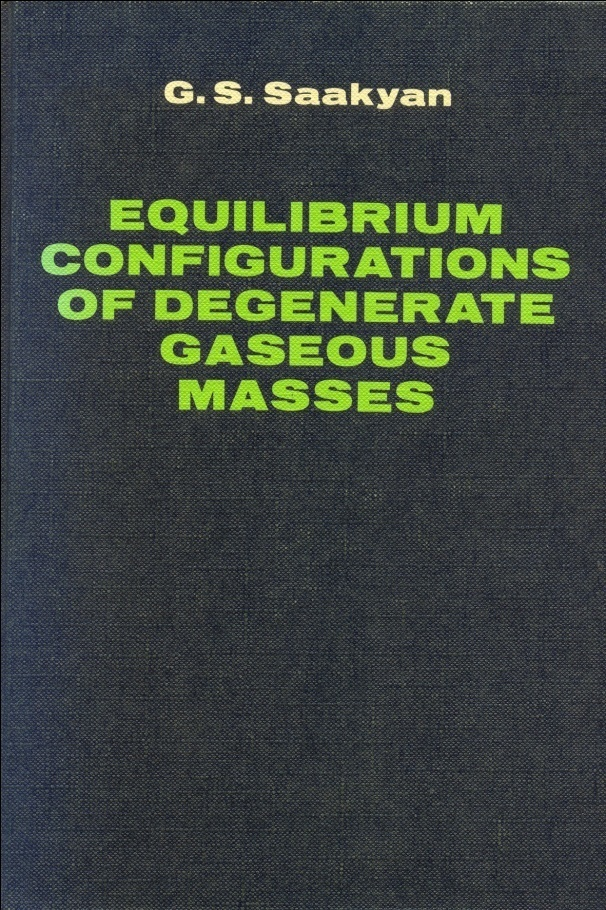 G. S. Saakyan
EQUILIBRIUM
CONFIGURATIONS
OF DEGENERATE
GASEOUS
MASSES